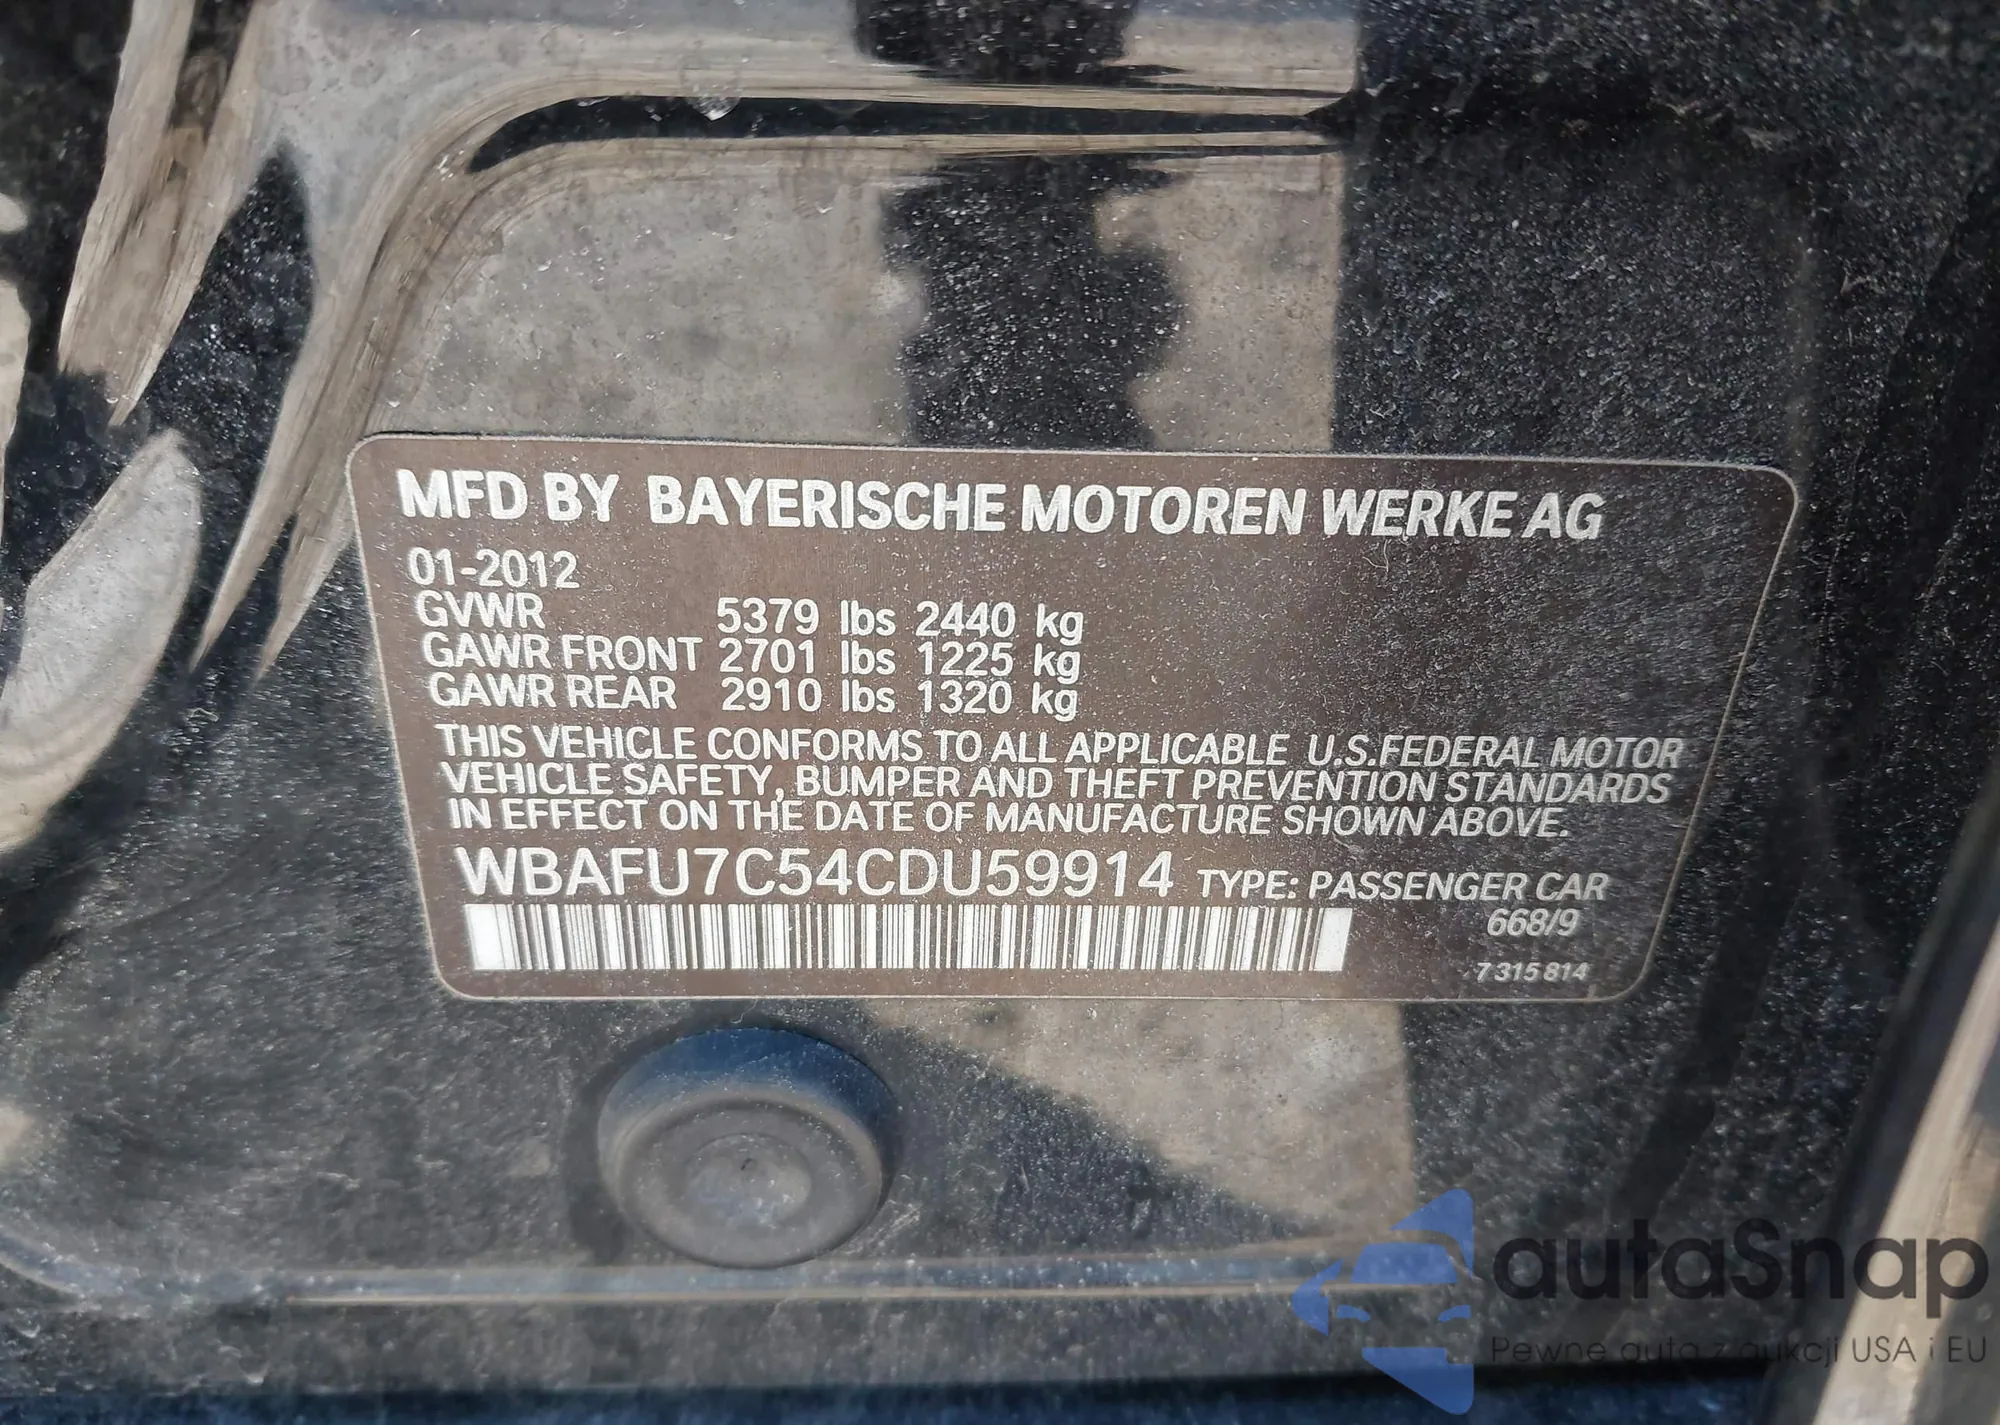 MFD BY BAYERISCHE MOTOREN WERKE AG
01-2012
GVWR 5379 lbs 2440 kg
GAWR FRONT 2701 lbs 1225 kg
GAWR REAR 2910 lbs 1320 kg
THIS VEHICLE CONFORMS TO ALL APPLICABLE U.S.FEDERAL MOTOR
VEHICLE SAFETY, BUMPER AND THEFT PREVENTION STANDARDS
IN EFFECT ON THE DATE OF MANUFACTURE SHOWN ABOVE.
WBAFU7C54CDU59914 TYPE: PASSENGER CAR
668/9
7 315 814
autaSnap
Pewne auta z aukcji USA i EU